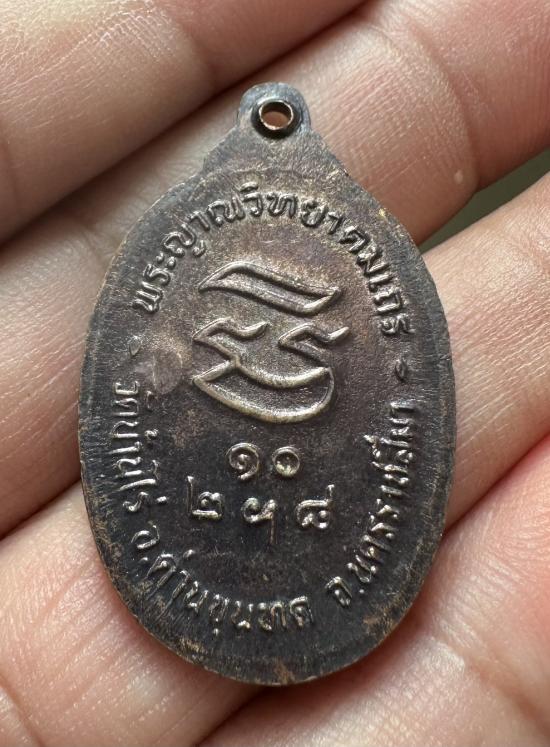 พระญาณวิทยาคมเถร
๑๐
๒ ๙ ๘
วัดบ้านไร่ อ.ด่านขุนทด จ.นครราชสีมา